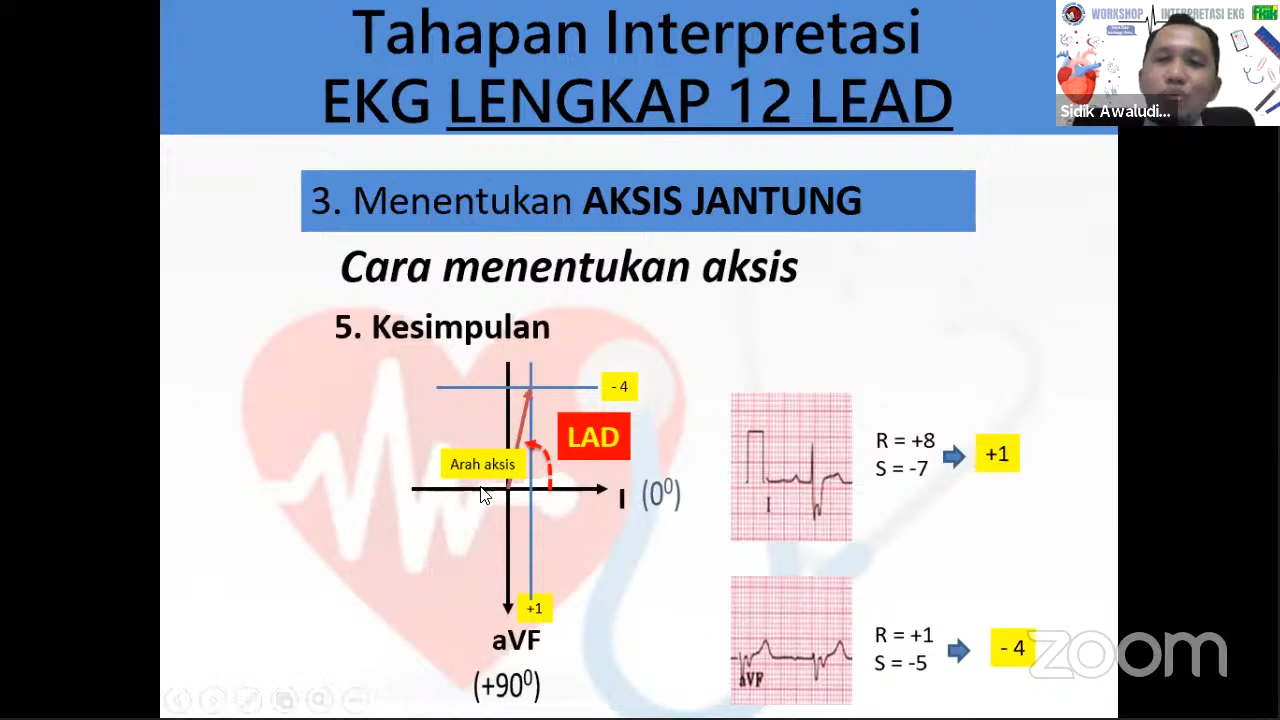 Tahapan Interpretasi
EKG LENGKAP 12 LEAD
WORKSHOP INTERPRETASI EKG
Sidik Awaludi...
3. Menentukan AKSIS JANTUNG
Cara menentukan aksis
5. Kesimpulan
- 4
LAD
Arah aksis
I (0⁰)
+1
aVF
(+90⁰)
I
R = +8
S = -7
+1
aVF
R = +1
S = -5
- 4
zoom